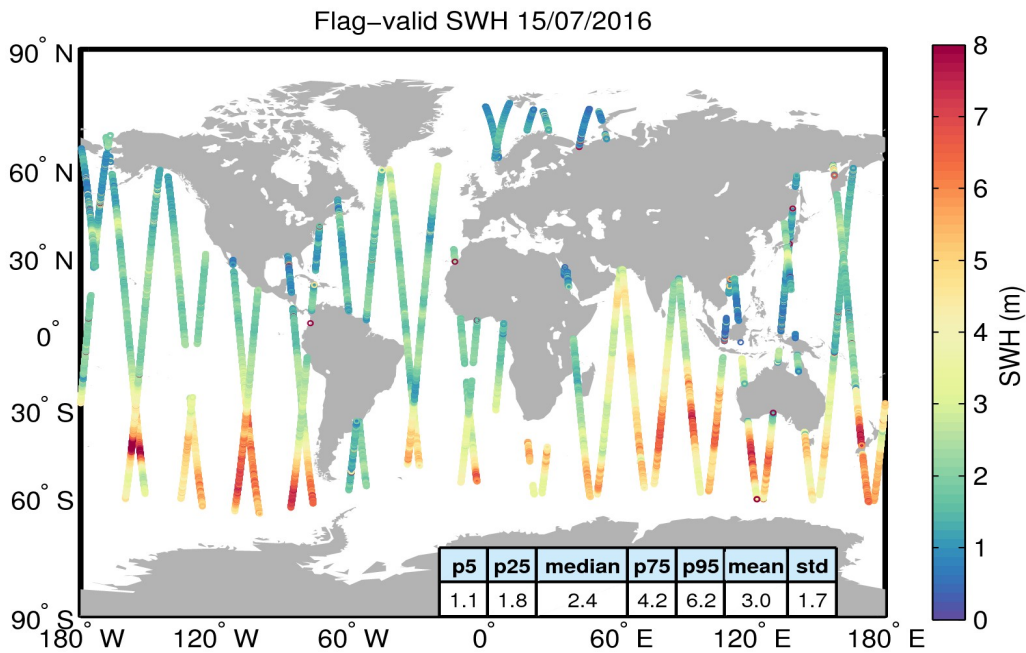 Flag−valid SWH 15/07/2016
90° N
60° N
30° N
0°
30° S
60° S
90° S
180° W
120° W
60° W
0°
60° E
120° E
180° E
p5 p25 median p75 p95 mean std
1.1 1.8 2.4 4.2 6.2 3.0 1.7
8
7
6
5
4
3
2
1
0
SWH (m)